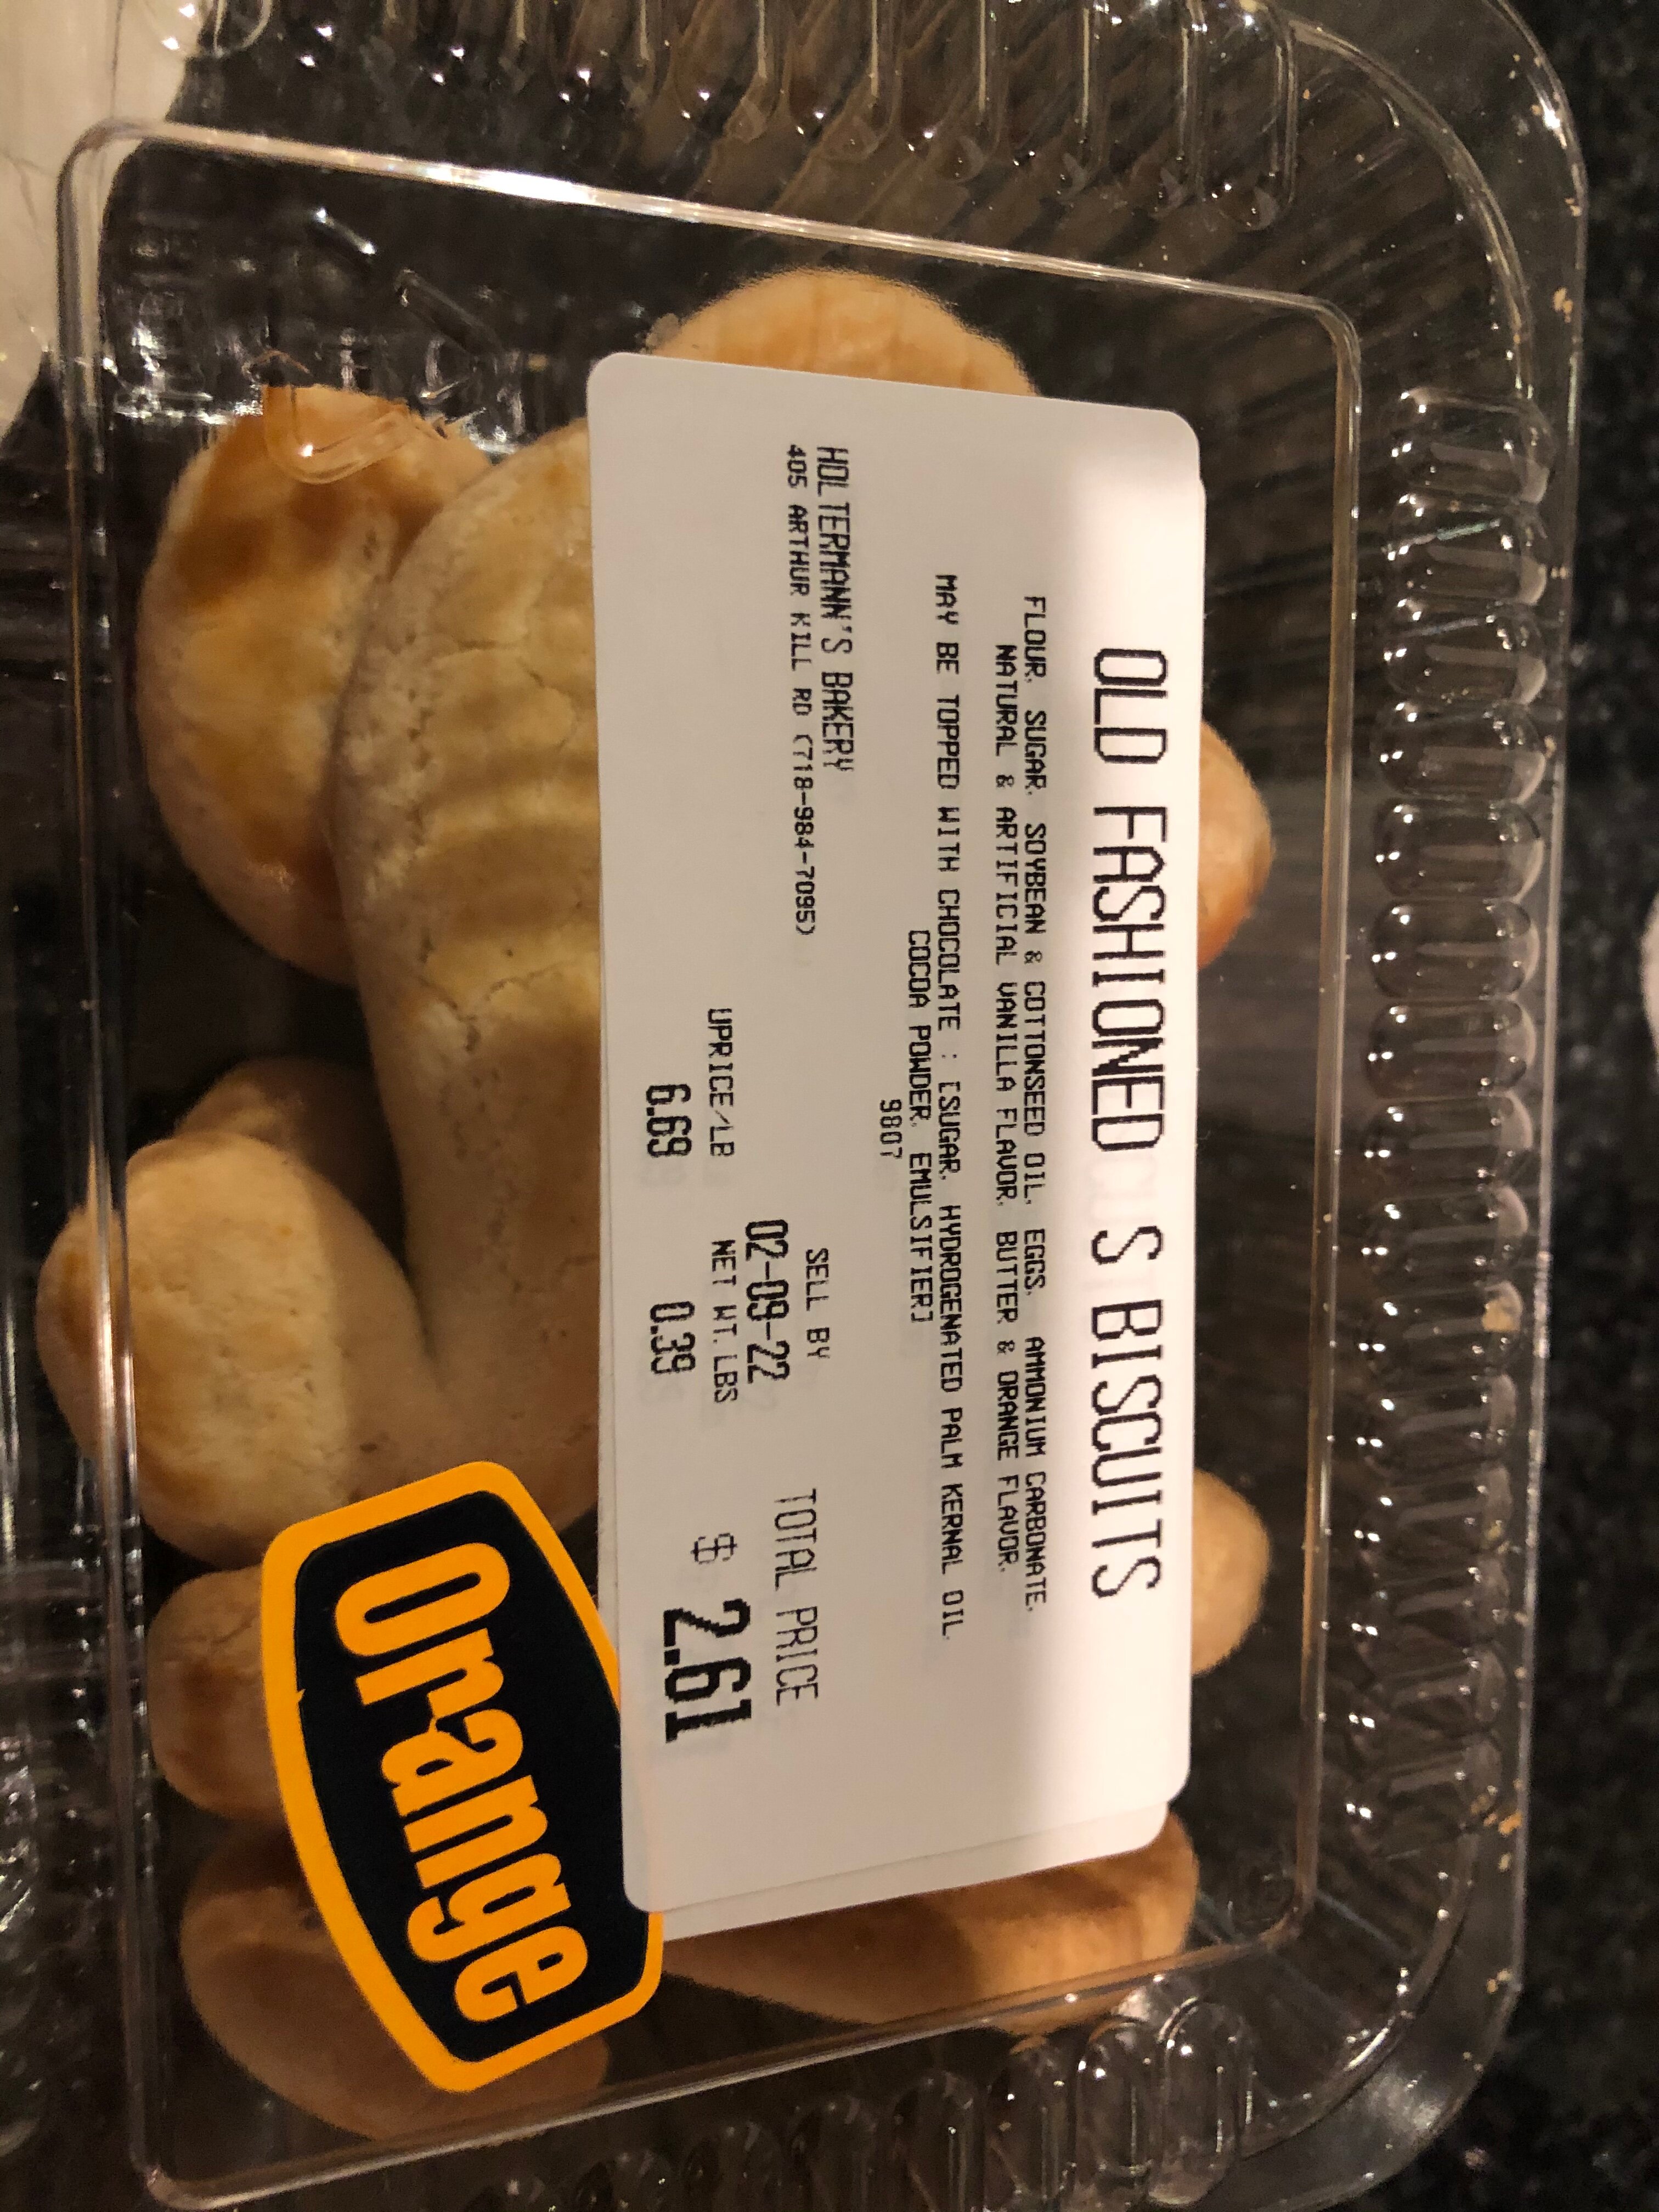 OLD FASHIONED S BISCUITS
FLOUR, SUGAR, SOYBEAN & COTTONSEED OIL, EGGS, AMMONIUM CARBONATE,
NATURAL & ARTIFICIAL VANILLA FLAVOR, BUTTER & ORANGE FLAVOR.
MAY BE TOPPED WITH CHOCOLATE : [SUGAR, HYDROGENATED PALM KERNAL OIL,
COCOA POWDER, EMULSIFIER]
9807
HOLTERMANN'S BAKERY
405 ARTHUR KILL RD (718-984-7095)
SELL BY
02-09-22
TOTAL PRICE
$ 2.61
UPRICE/LB
6.69
NET WT. LBS
0.39
Orange